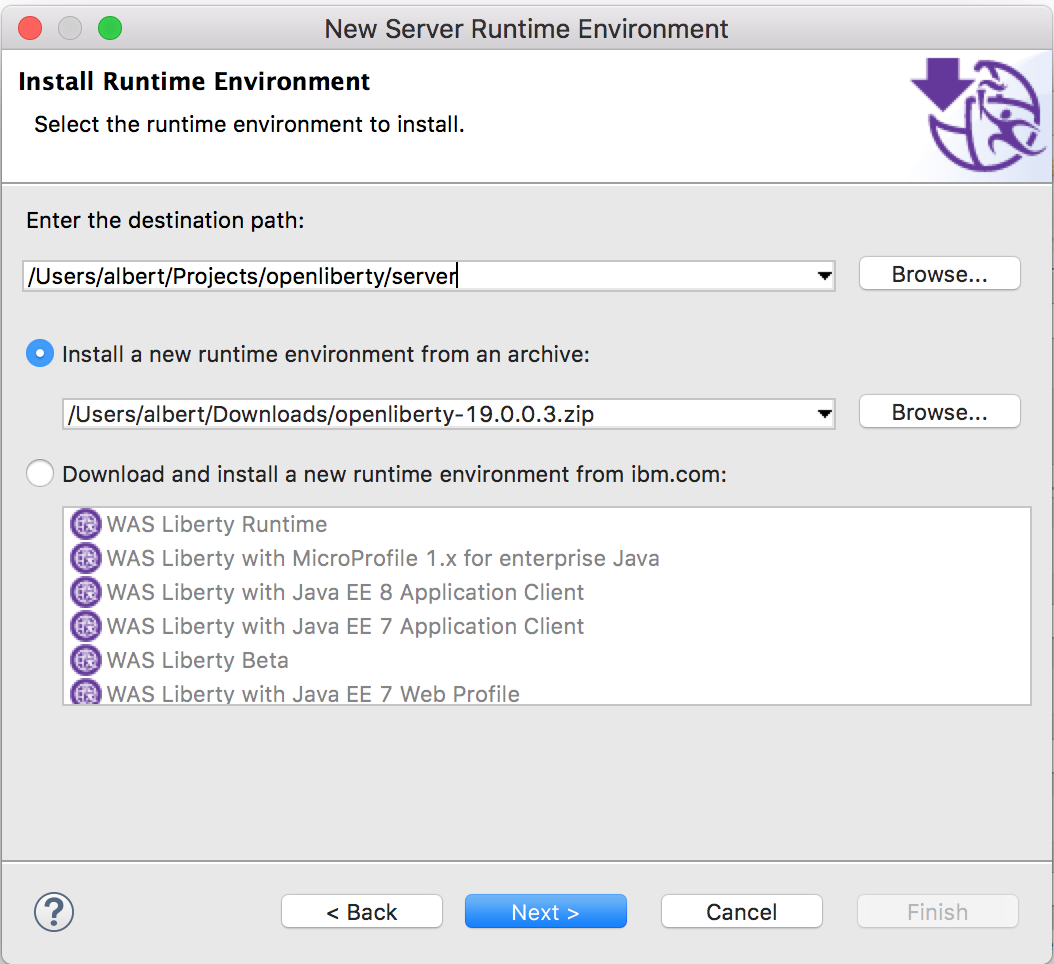 New Server Runtime Environment
Install Runtime Environment
Select the runtime environment to install.
Enter the destination path:
/Users/albert/Projects/openliberty/server
Browse...
Install a new runtime environment from an archive:
/Users/albert/Downloads/openliberty-19.0.0.3.zip
Browse...
Download and install a new runtime environment from ibm.com:
WAS Liberty Runtime
WAS Liberty with MicroProfile 1.x for enterprise Java
WAS Liberty with Java EE 8 Application Client
WAS Liberty with Java EE 7 Application Client
WAS Liberty Beta
WAS Liberty with Java EE 7 Web Profile
?
< Back
Next >
Cancel
Finish